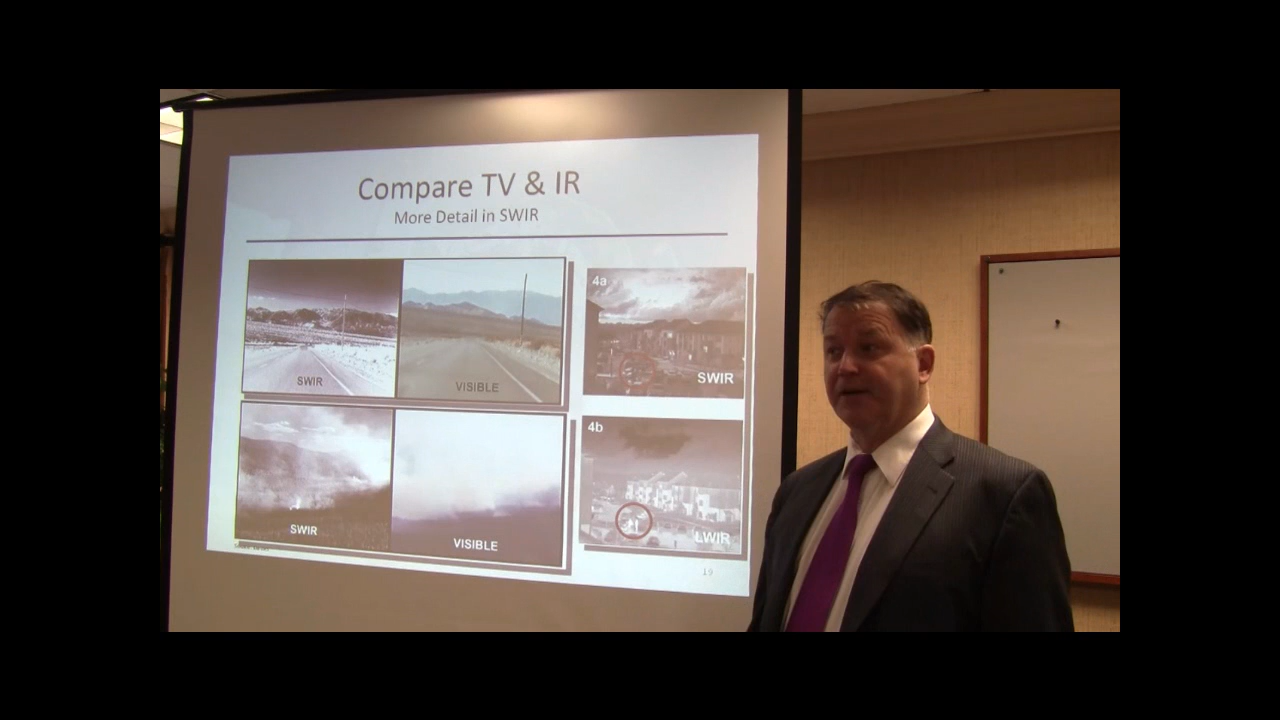 Compare TV & IR
More Detail in SWIR
SWIR
VISIBLE
4a
SWIR
SWIR
VISIBLE
4b
LWIR
19